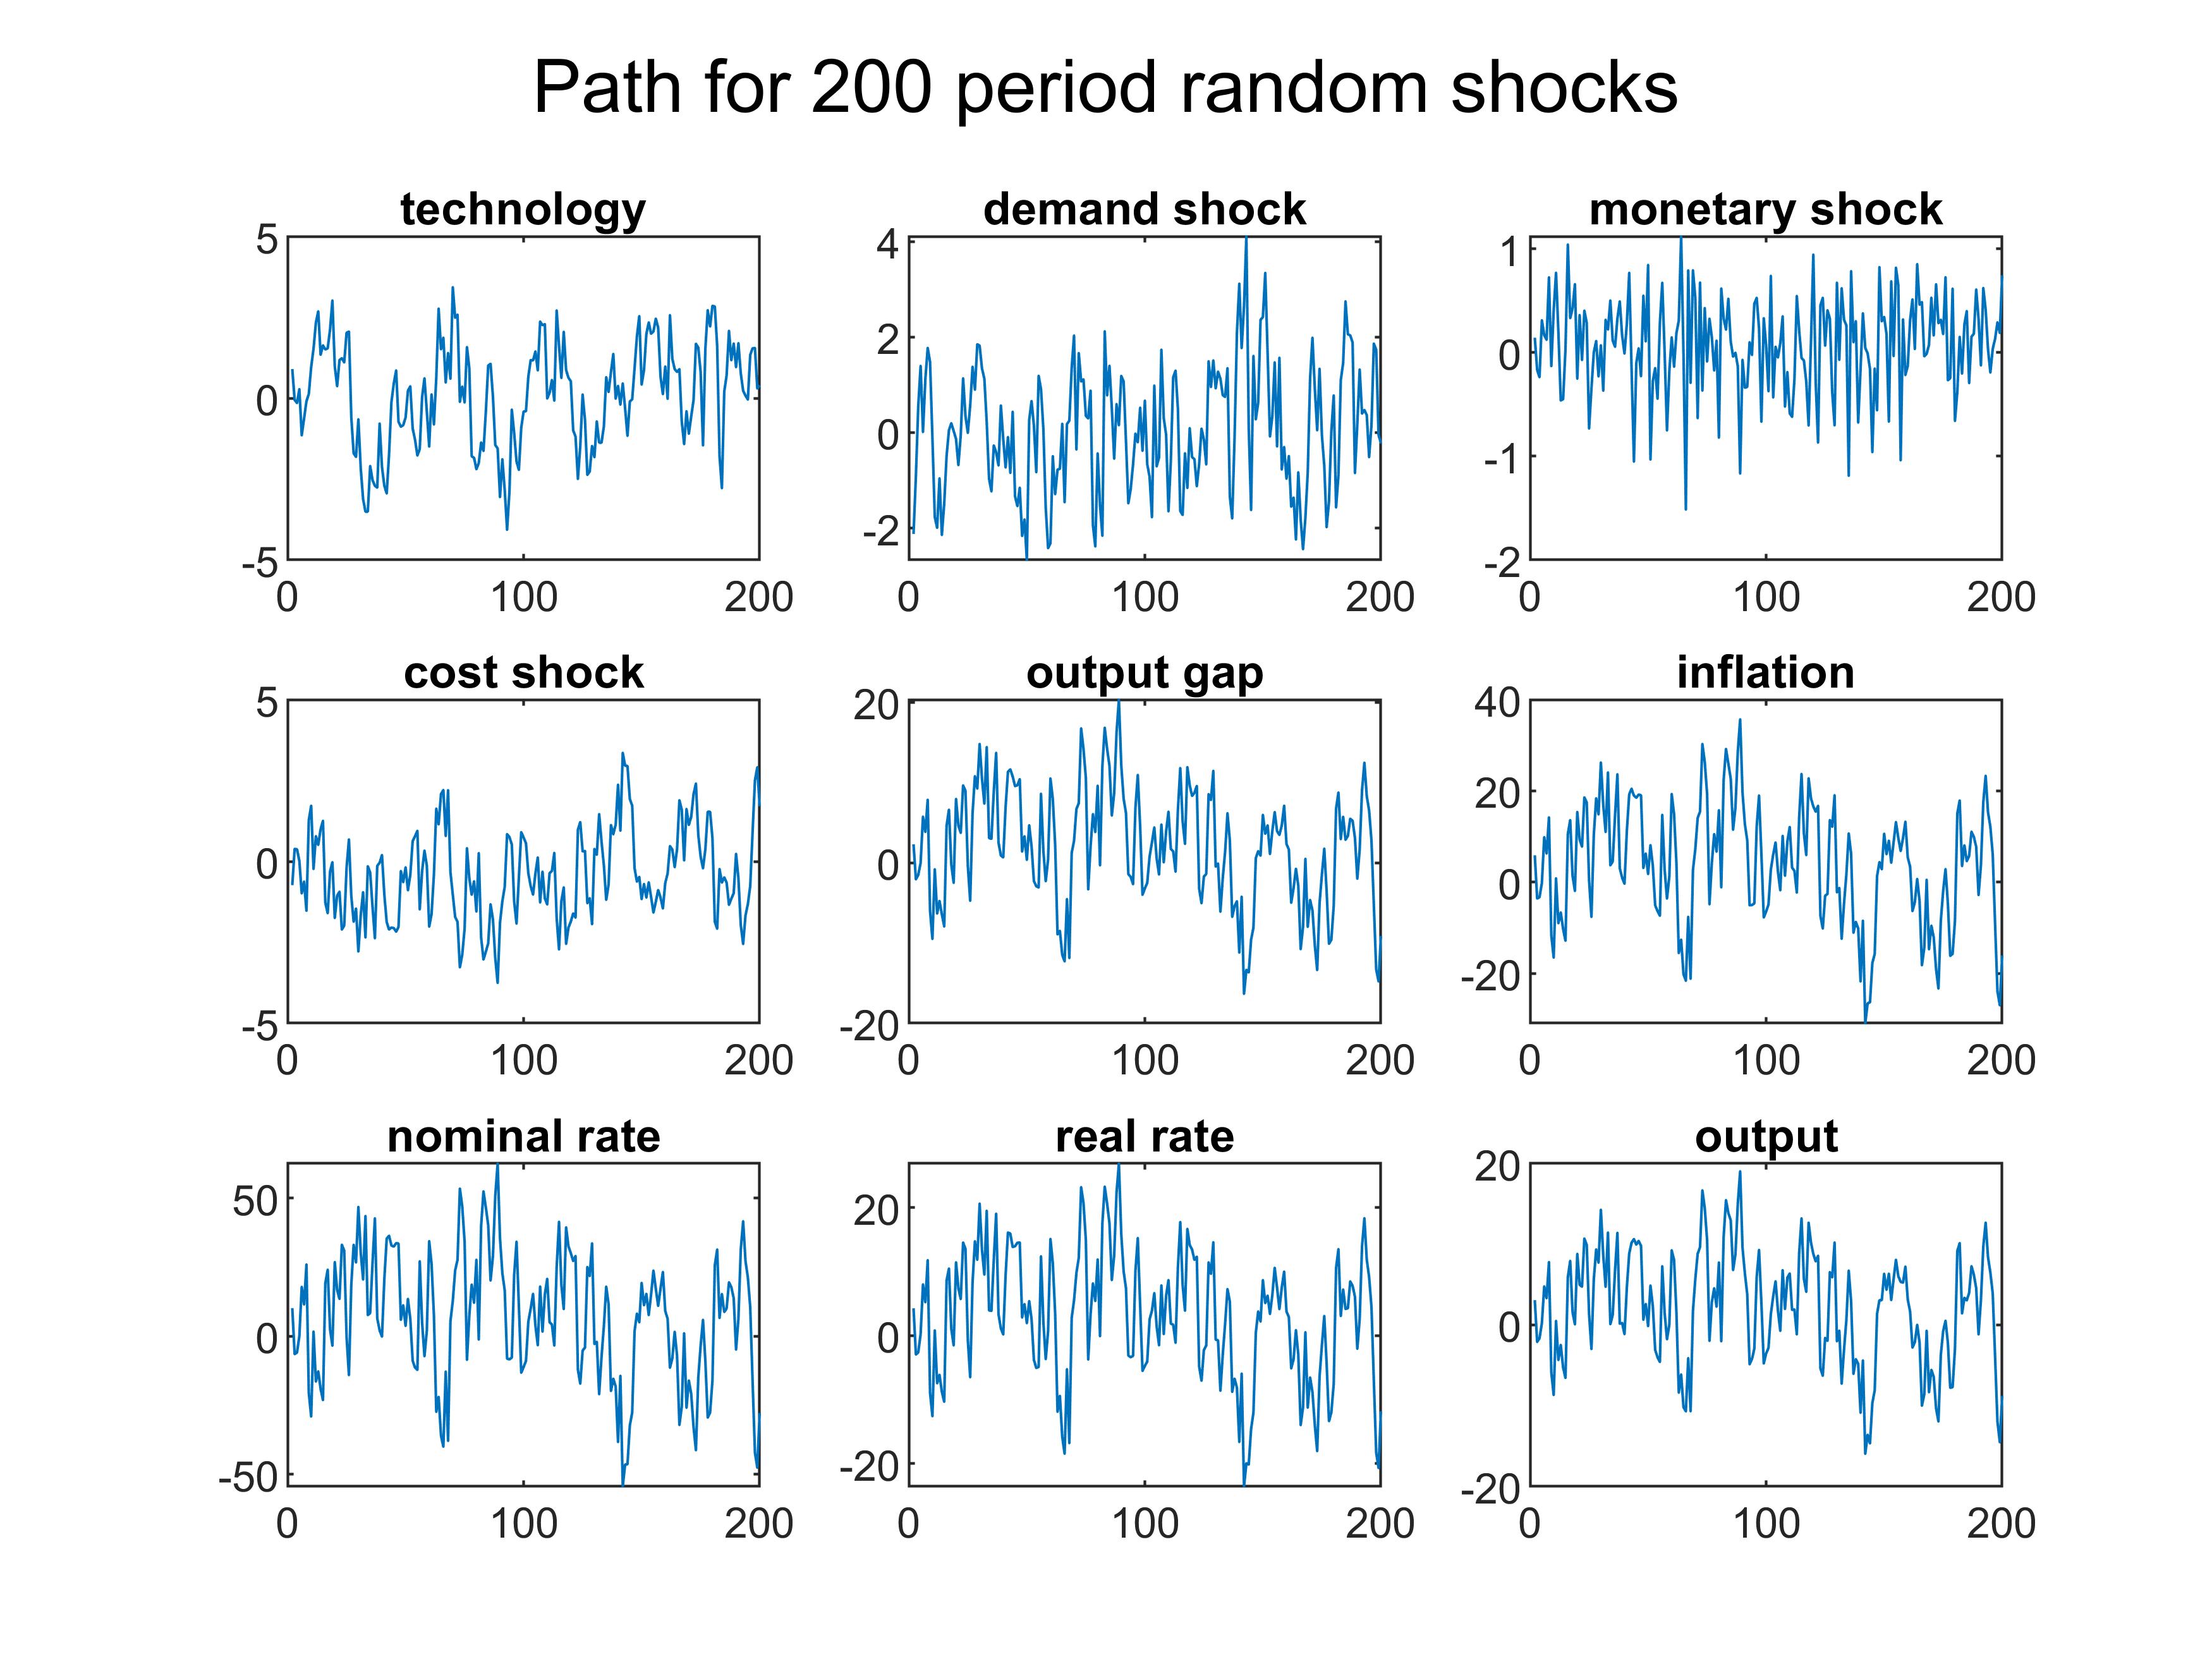 Path for 200 period random shocks
technology
5
0
-5
0 100 200
demand shock
4
2
0
-2
0 100 200
monetary shock
1
0
-1
-2
0 100 200
cost shock
5
0
-5
0 100 200
output gap
20
0
-20
0 100 200
inflation
40
20
0
-20
0 100 200
nominal rate
50
0
-50
0 100 200
real rate
20
0
-20
0 100 200
output
20
0
-20
0 100 200